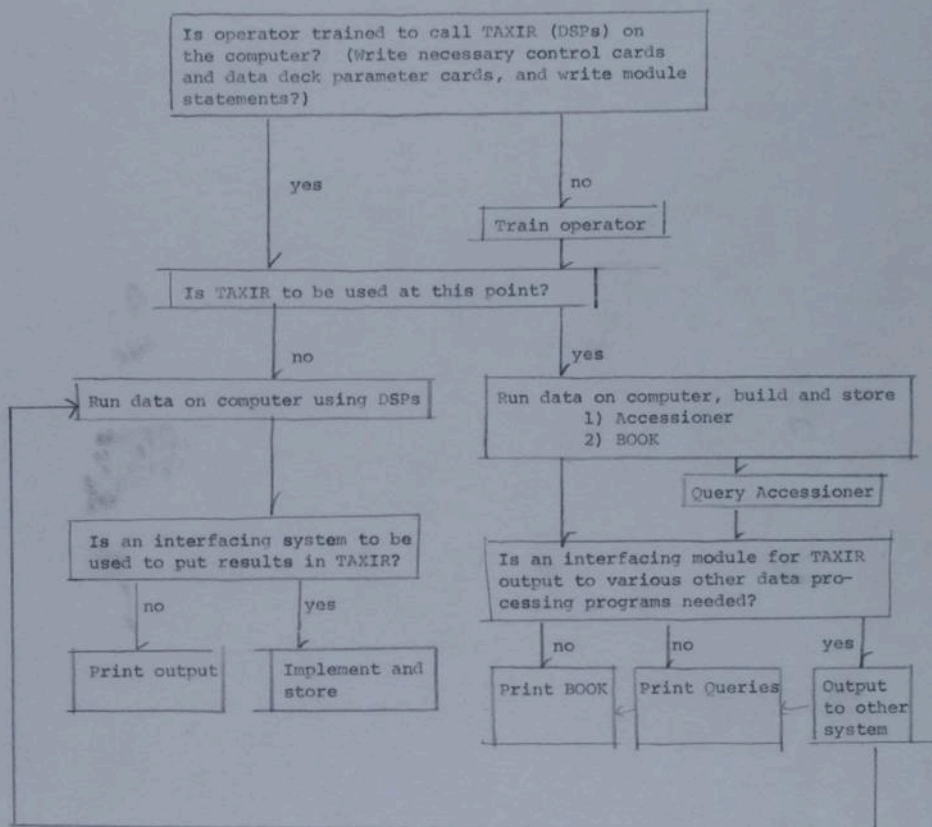 Is operator trained to call TAXIR (DSPs) on
the computer? (Write necessary control cards
and data deck parameter cards, and write module
statements?)
yes
no
Train operator
Is TAXIR to be used at this point?
no
yes
Run data on computer using DSPs
Run data on computer, build and store
1) Accessioner
2) BOOK
Query Accessioner
Is an interfacing system to be
used to put results in TAXIR?
Is an interfacing module for TAXIR
output to various other data pro-
cessing programs needed?
no
yes
no
no
yes
Print output
Implement and
store
Print BOOK
Print Queries
Output
to other
system